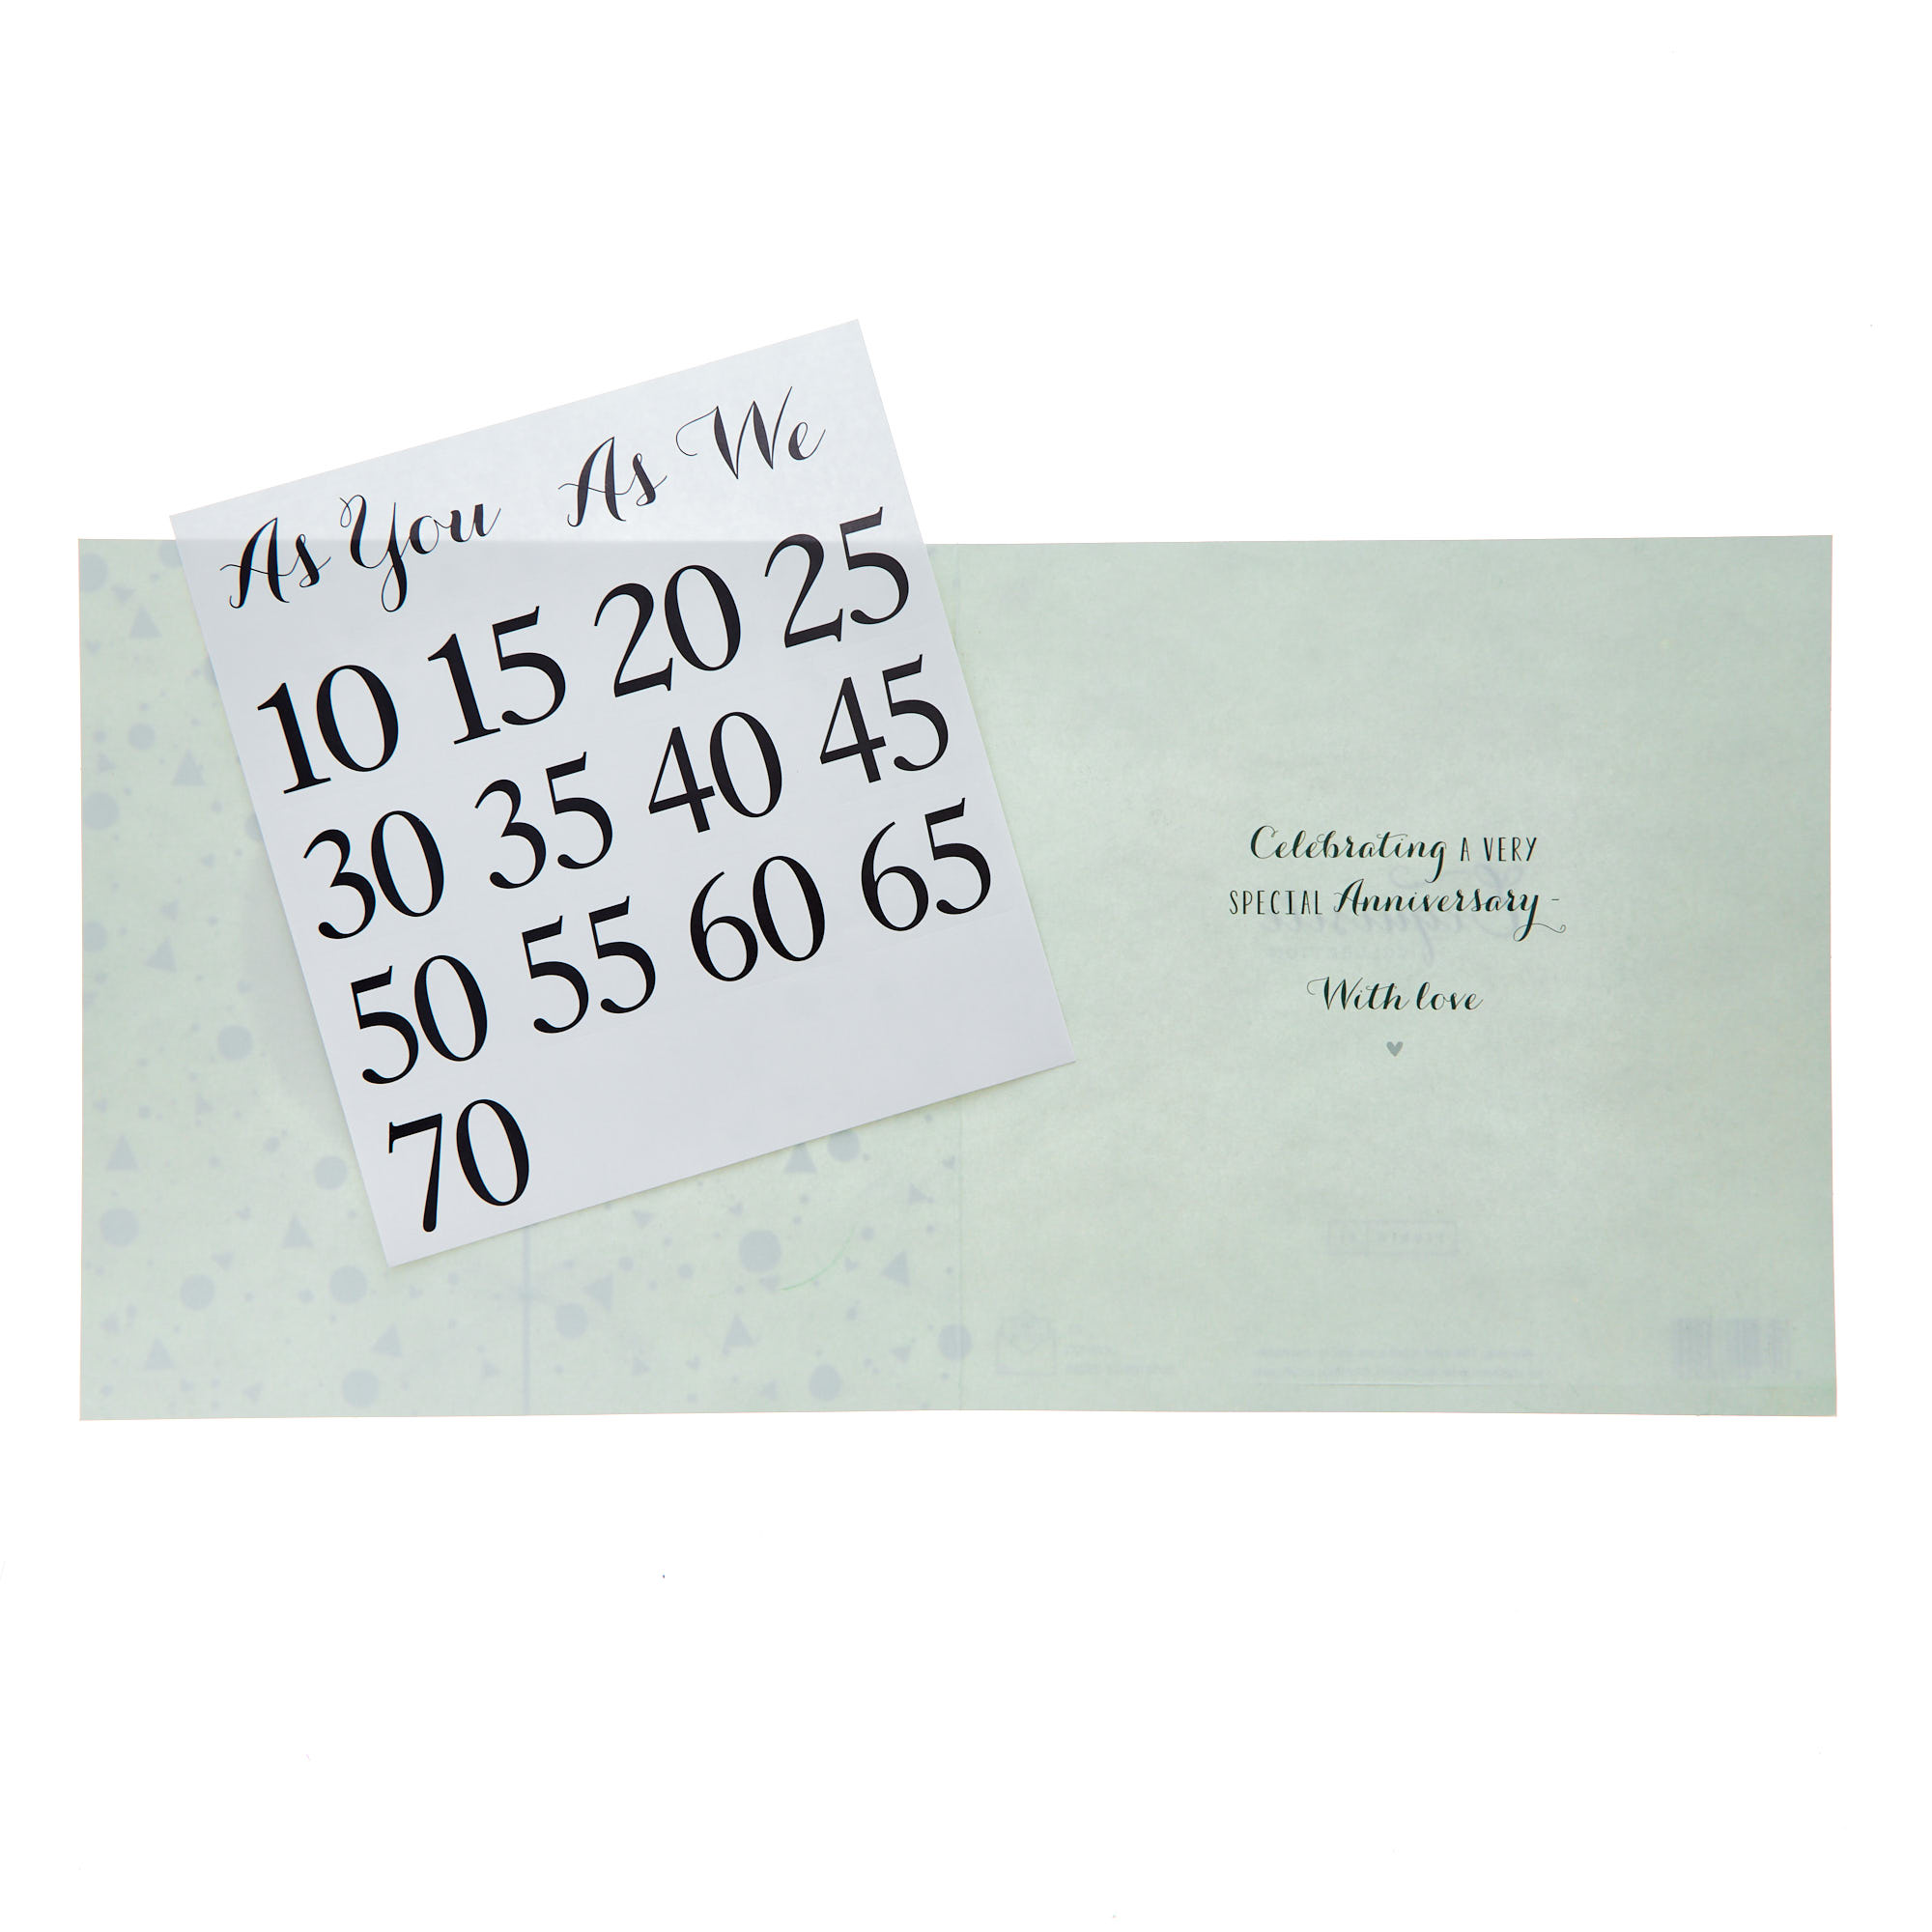 As You As We
10 15 20 25
30 35 40 45
50 55 60 65
70
Celebrating A VERY
SPECIAL Anniversary -
With love